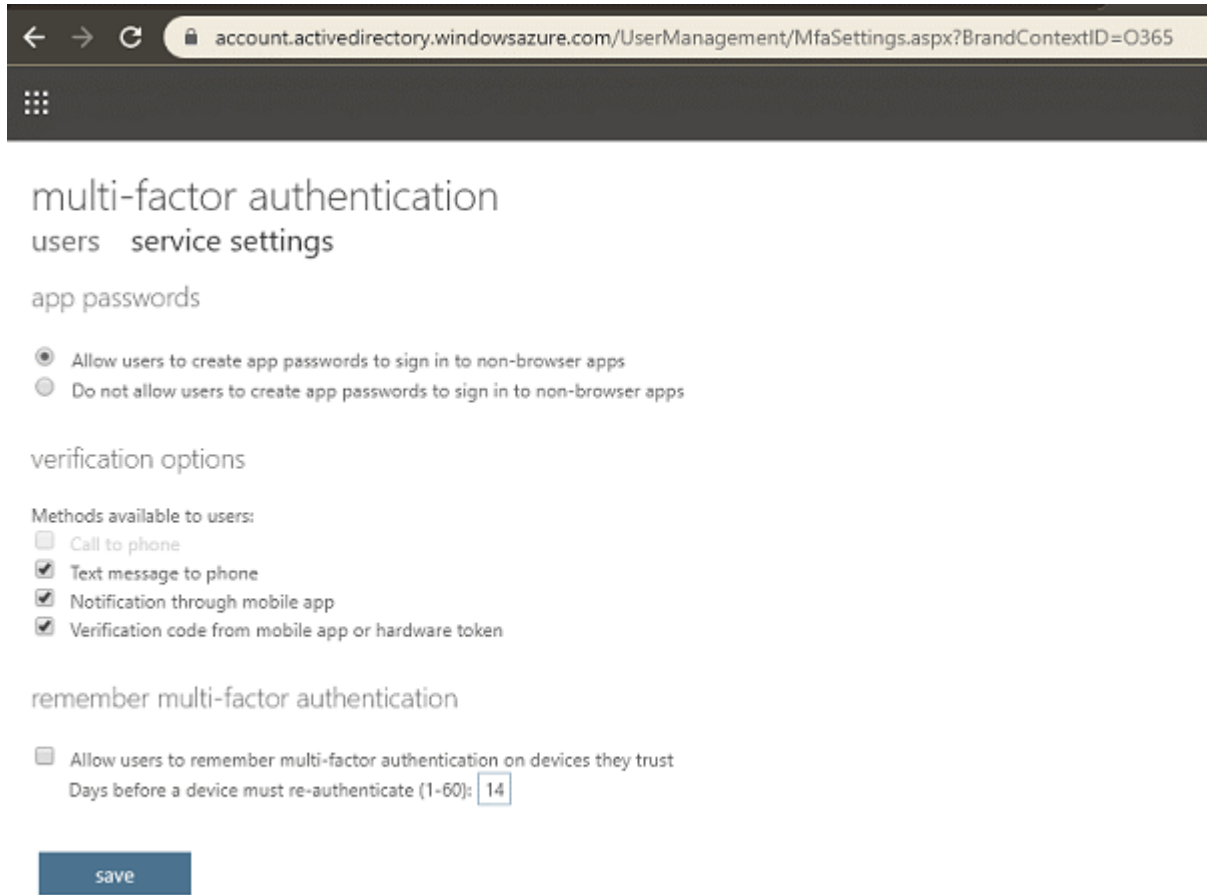 account.activedirectory.windowsazure.com/UserManagement/MfaSettings.aspx?BrandContextID=O365
multi-factor authentication
users service settings
app passwords
Allow users to create app passwords to sign in to non-browser apps
Do not allow users to create app passwords to sign in to non-browser apps
verification options
Methods available to users:
Call to phone
Text message to phone
Notification through mobile app
Verification code from mobile app or hardware token
remember multi-factor authentication
Allow users to remember multi-factor authentication on devices they trust
Days before a device must re-authenticate (1-60): 14
save